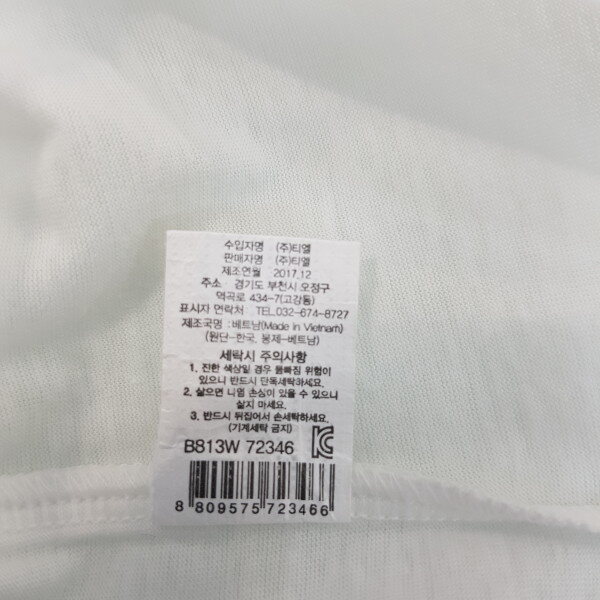 수입자명 (주)티엘
판매자명 (주)티엘
제조연월 2017.12
주소 : 경기도 부천시 오정구
역곡로 434-7(고강동)
표시자 연락처 : TEL.032-674-8727
제조국명 : 베트남(Made in Vietnam)
(원단-한국, 봉제-베트남)
세탁시 주의사항
1. 진한 색상일 경우 물빠짐 위험이
있으니 반드시 단독세탁하세요.
2. 삶으면 니염 손상이 있을 수 있으니
삶지 마세요.
3. 반드시 뒤집어서 손세탁하세요.
(기계세탁 금지)
B813W 72346
8 809575 723466